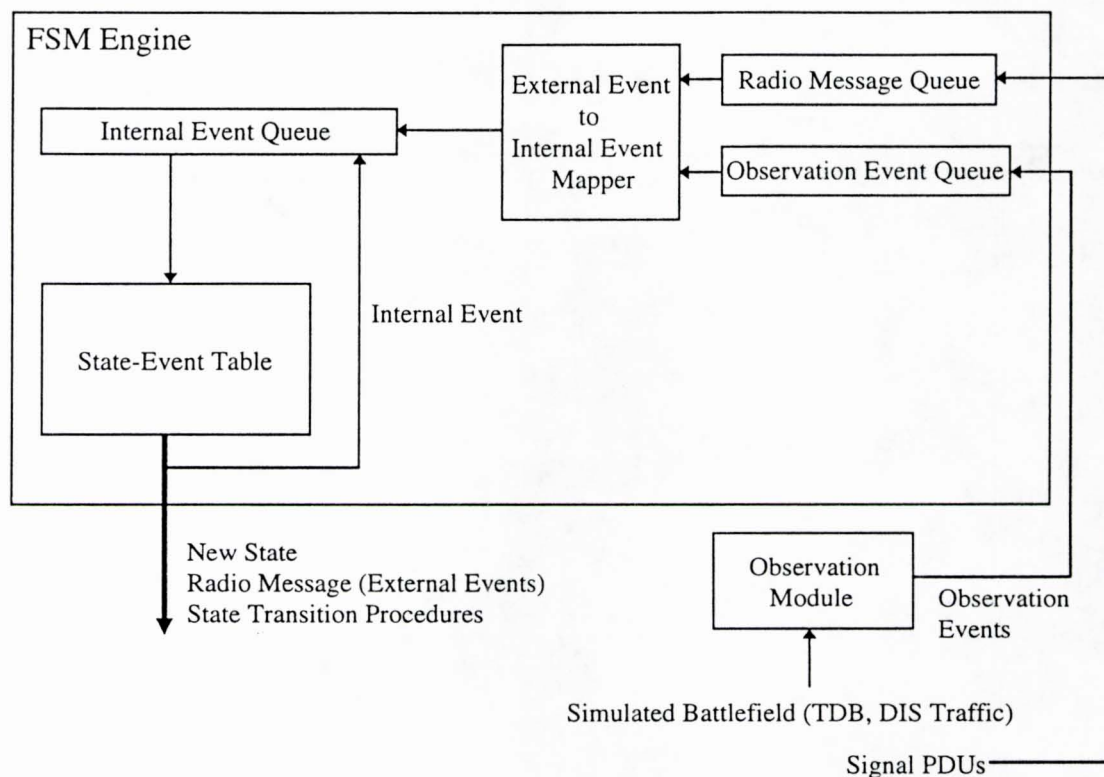 FSM Engine
External Event
to
Internal Event
Mapper
Radio Message Queue
Internal Event Queue
Observation Event Queue
Internal Event
State-Event Table
New State
Radio Message (External Events)
State Transition Procedures
Observation
Module
Observation
Events
Simulated Battlefield (TDB, DIS Traffic)
Signal PDUs